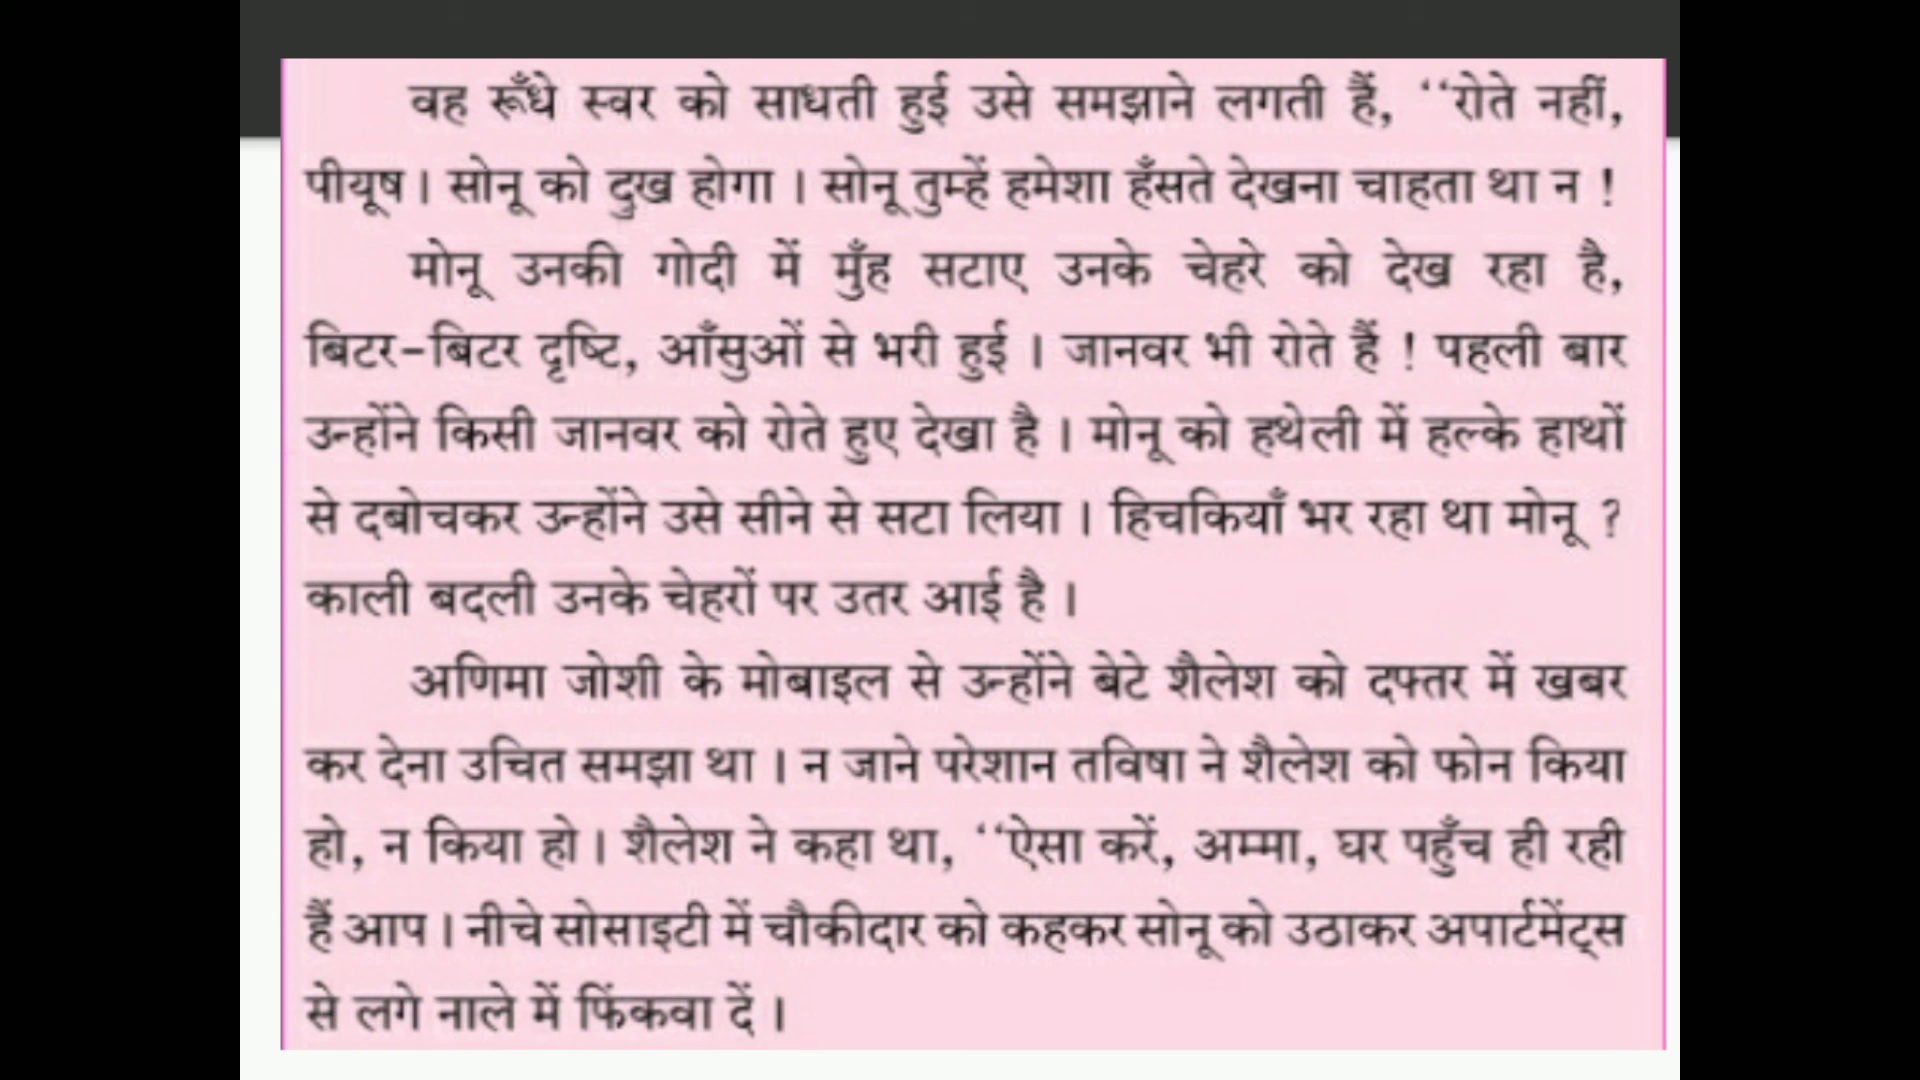 वह रूँधे स्वर को साधती हुई उसे समझाने लगती हैं, ‘‘रोते नहीं,
पीयूष । सोनू को दुख होगा । सोनू तुम्हें हमेशा हँसते देखना चाहता था न !
मोनू उनकी गोदी में मुँह सटाए उनके चेहरे को देख रहा है,
बिटर-बिटर दृष्टि, आँसुओं से भरी हुई । जानवर भी रोते हैं ! पहली बार
उन्होंने किसी जानवर को रोते हुए देखा है । मोनू को हथेली में हल्के हाथों
से दबोचकर उन्होंने उसे सीने से सटा लिया । हिचकियाँ भर रहा था मोनू ?
काली बदली उनके चेहरों पर उतर आई है ।
अणिमा जोशी के मोबाइल से उन्होंने बेटे शैलेश को दफ्तर में खबर
कर देना उचित समझा था । न जाने परेशान तविषा ने शैलेश को फोन किया
हो, न किया हो । शैलेश ने कहा था, ‘‘ऐसा करें, अम्मा, घर पहुँच ही रही
हैं आप । नीचे सोसाइटी में चौकीदार को कहकर सोनू को उठाकर अपार्टमेंट्स
से लगे नाले में फिंकवा दें ।